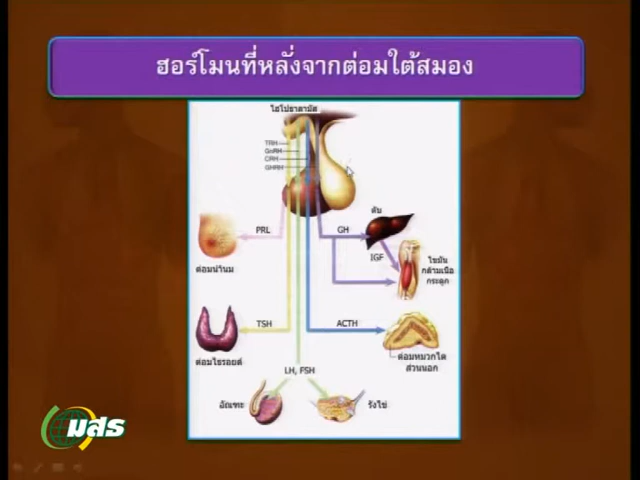 ฮอร์โมนที่หลั่งจากต่อมใต้สมอง
ไฮโปธาลามัส
TRH
GnRH
CRH
GHRH
ตับ
PRL
GH
IGF
ไขมัน
กล้ามเนื้อ
กระดูก
ต่อมน้ำนม
TSH
ACTH
ต่อมไธรอยด์
ต่อมหมวกไต
ส่วนนอก
LH, FSH
อัณฑะ
รังไข่
มสธ